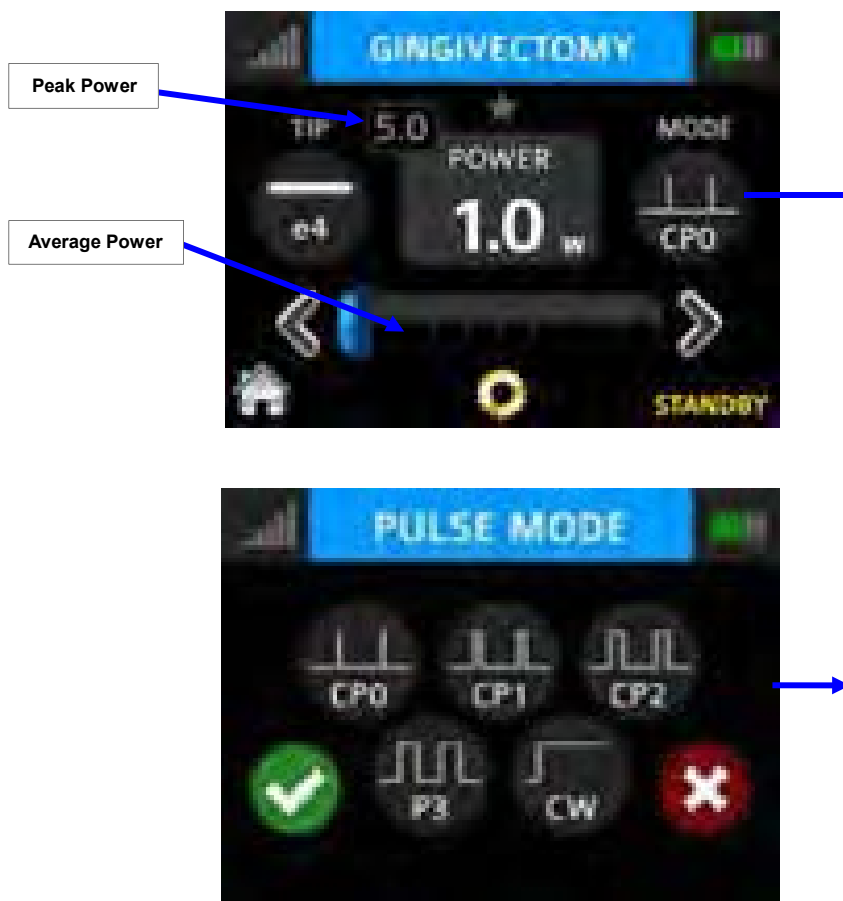 GINGIVECTOMY
Peak Power
TIP
5.0
MODE
POWER
1.0 w
e4
CP0
Average Power
STANDBY
PULSE MODE
CP0
CP1
CP2
P3
CW